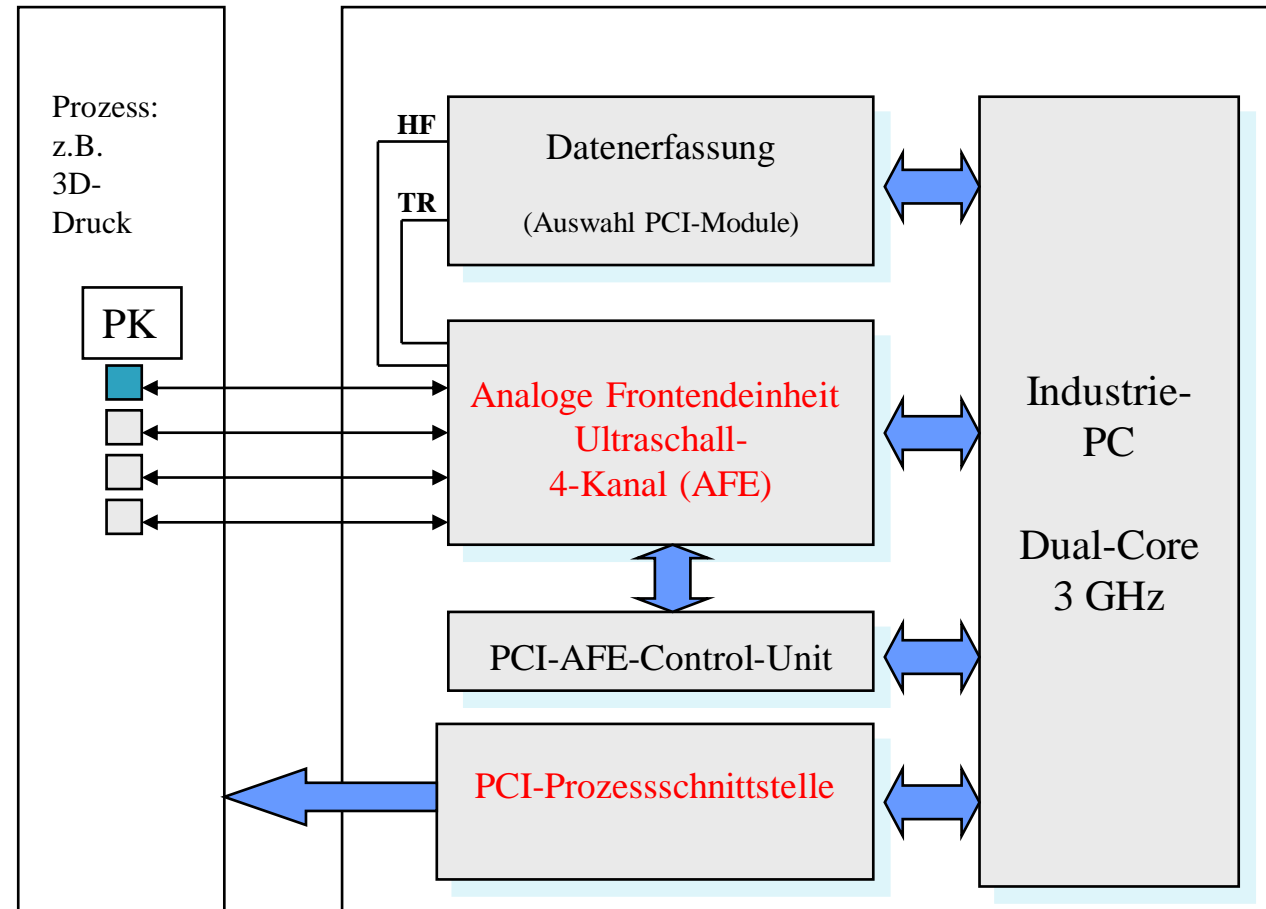 Prozess:
z.B.
3D-
Druck
PK
HF
TR
Datenerfassung
(Auswahl PCI-Module)
Analoge Frontendeinheit
Ultraschall-
4-Kanal (AFE)
PCI-AFE-Control-Unit
PCI-Prozessschnittstelle
Industrie-
PC
Dual-Core
3 GHz